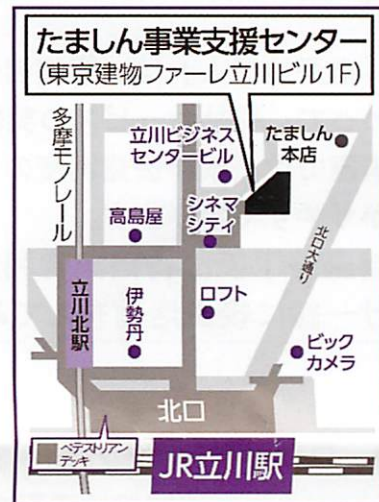 たましん事業支援センター
(東京建物ファーレ立川ビル1F)
多摩モノレール
立川ビジネス
センタービル
たましん
本店
高島屋
シネマ
シティ
北口大通り
立川北駅
伊勢丹
ロフト
ビック
カメラ
北口
ペデストリアン
デッキ
JR立川駅